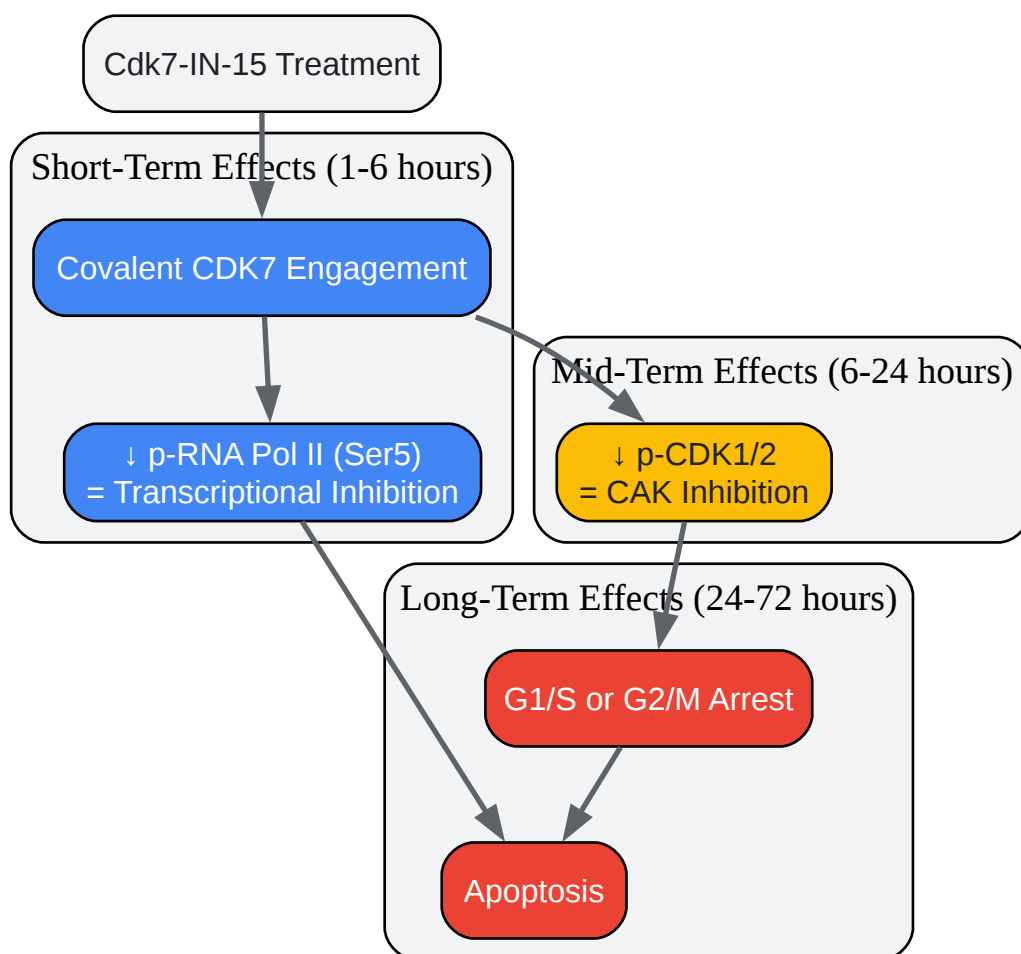 Cdk7-IN-15 Treatment
Short-Term Effects (1-6 hours)
Covalent CDK7 Engagement
↓ p-RNA Pol II (Ser5)
= Transcriptional Inhibition
Mid-Term Effects (6-24 hours)
↓ p-CDK1/2
= CAK Inhibition
Long-Term Effects (24-72 hours)
G1/S or G2/M Arrest
Apoptosis